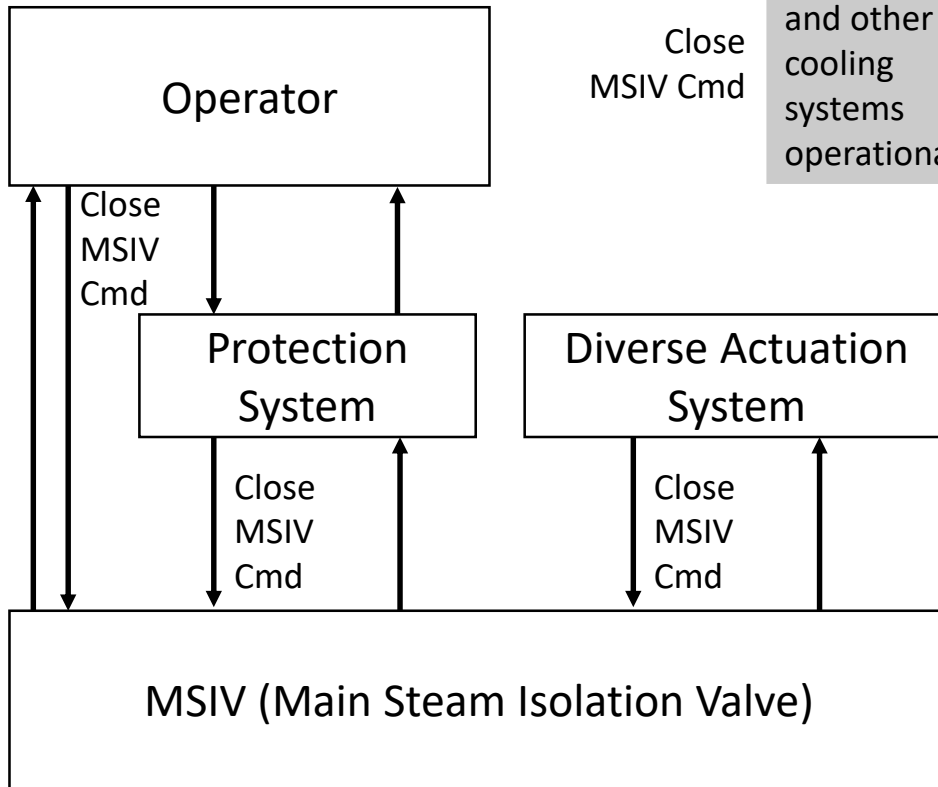 Operator
Close
MSIV Cmd
and other
cooling
systems
Close
MSIV
Cmd
Protection
System
Diverse Actuation
System
Close
MSIV
Cmd
Close
MSIV
Cmd
MSIV (Main Steam Isolation Valve)